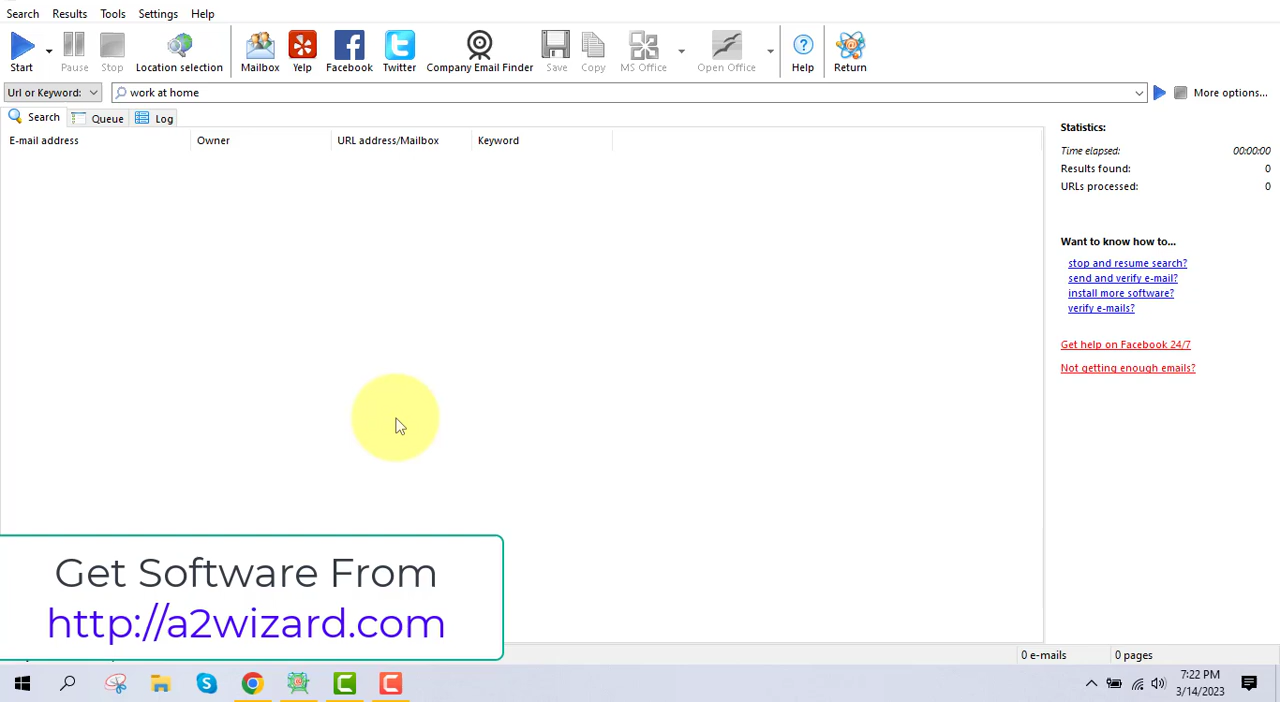 Search Results Tools Settings Help
Start Pause Stop Location selection Mailbox Yelp Facebook Twitter Company Email Finder Save Copy MS Office Open Office Help Return
Url or Keyword: work at home More options...
Search Queue Log
E-mail address Owner URL address/Mailbox Keyword
Statistics:
Time elapsed: 00:00:00
Results found: 0
URLs processed: 0
Want to know how to...
stop and resume search?
send and verify e-mail?
install more software?
verify e-mails?
Get help on Facebook 24/7
Not getting enough emails?
Get Software From
http://a2wizard.com
0 e-mails 0 pages
7:22 PM
3/14/2023